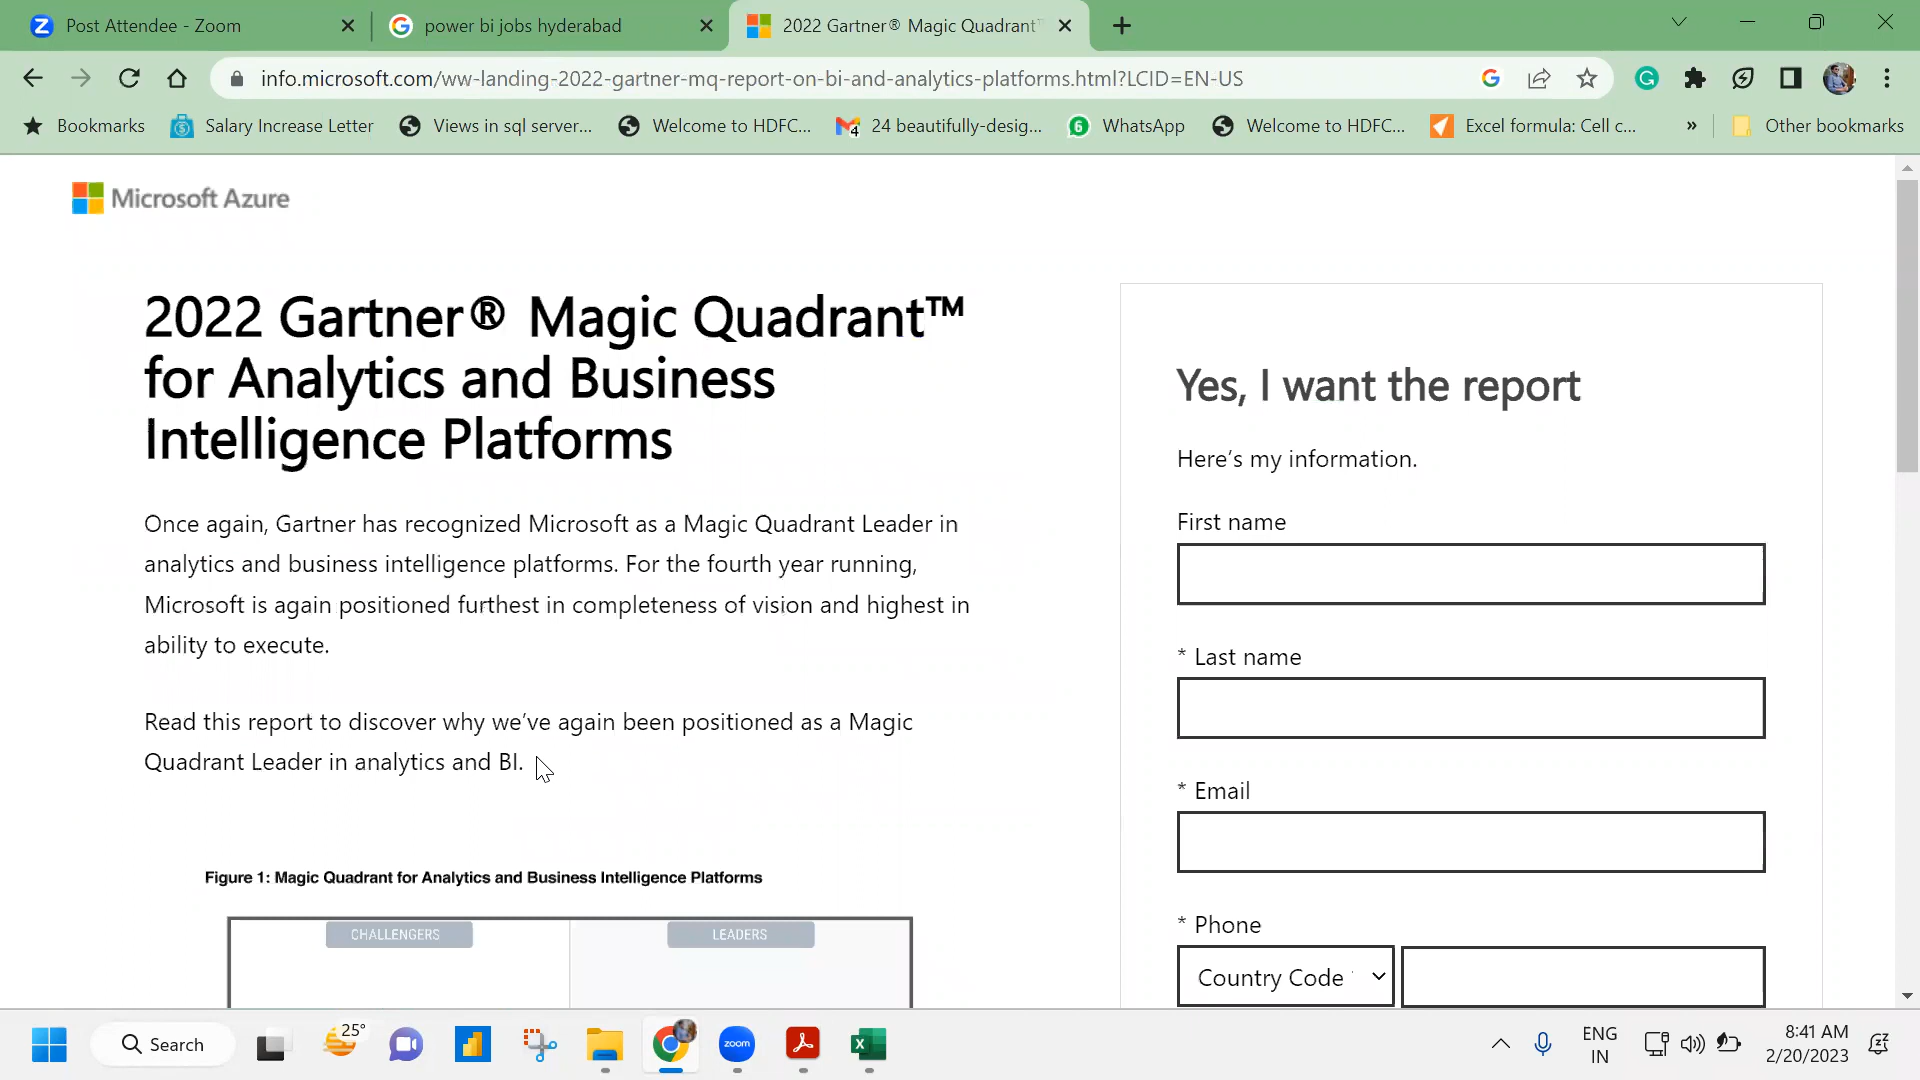 Post Attendee - Zoom
power bi jobs hyderabad
2022 Gartner® Magic Quadrant™
info.microsoft.com/ww-landing-2022-gartner-mq-report-on-bi-and-analytics-platforms.html?LCID=EN-US
Bookmarks
Salary Increase Letter
Views in sql server...
Welcome to HDFC...
4
24 beautifully-desig...
6
WhatsApp
Welcome to HDFC...
Excel formula: Cell c...
»
Other bookmarks
Microsoft Azure
2022 Gartner® Magic Quadrant™
for Analytics and Business
Intelligence Platforms
Once again, Gartner has recognized Microsoft as a Magic Quadrant Leader in
analytics and business intelligence platforms. For the fourth year running,
Microsoft is again positioned furthest in completeness of vision and highest in
ability to execute.
Read this report to discover why we’ve again been positioned as a Magic
Quadrant Leader in analytics and BI.
Figure 1: Magic Quadrant for Analytics and Business Intelligence Platforms
CHALLENGERS
LEADERS
Yes, I want the report
Here’s my information.
First name
* Last name
* Email
* Phone
Country Code
Search
25°
zoom
ENG
IN
8:41 AM
2/20/2023